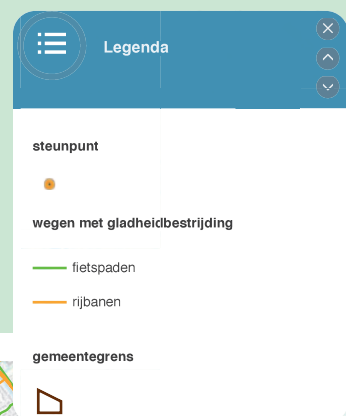 Legenda
steunpunt
wegen met gladheidbestrijding
fietspaden
rijbanen
gemeentegrens